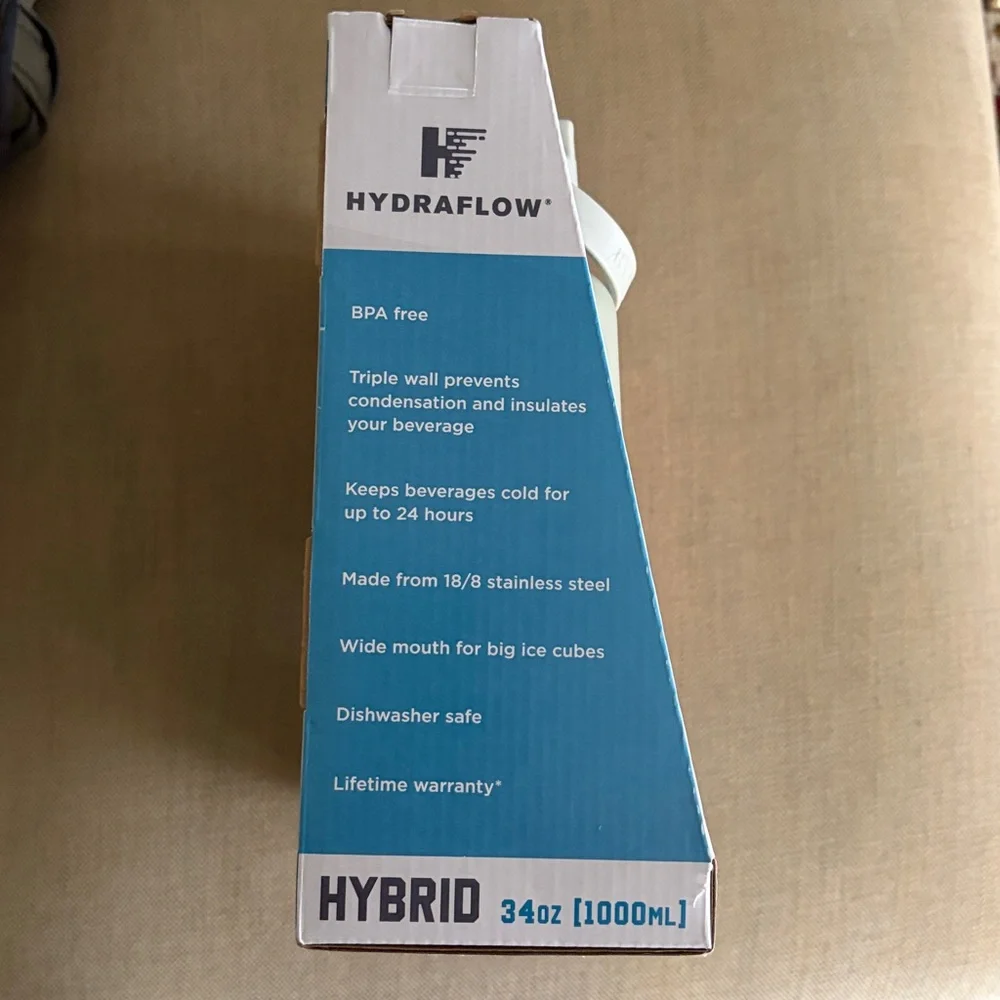 HYDRAFLOW®
BPA free
Triple wall prevents
condensation and insulates
your beverage
Keeps beverages cold for
up to 24 hours
Made from 18/8 stainless steel
Wide mouth for big ice cubes
Dishwasher safe
Lifetime warranty*
HYBRID 34OZ [1000ML]